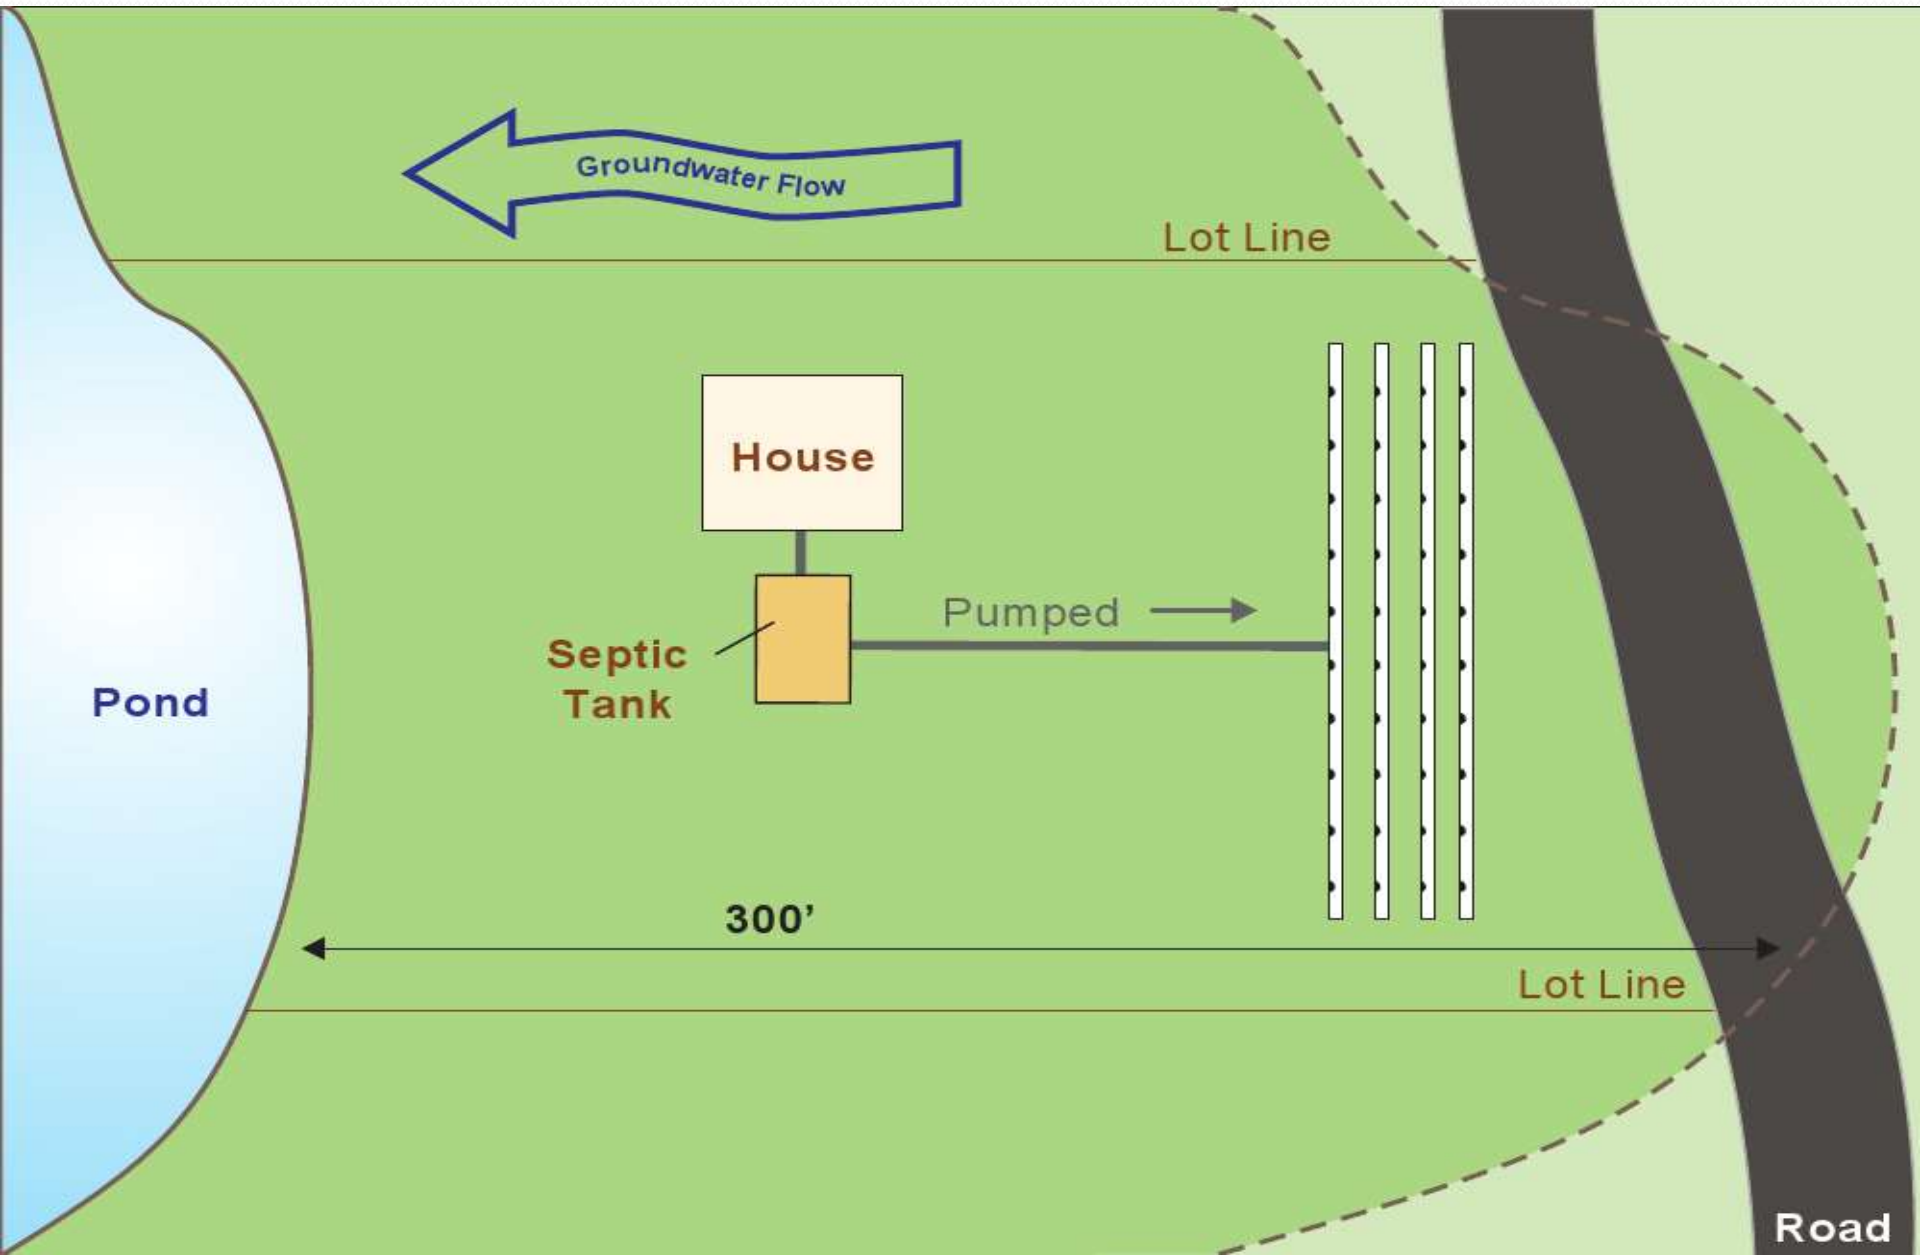 Groundwater Flow
Lot Line
House
Pumped
Septic
Tank
Pond
300’
Lot Line
Road